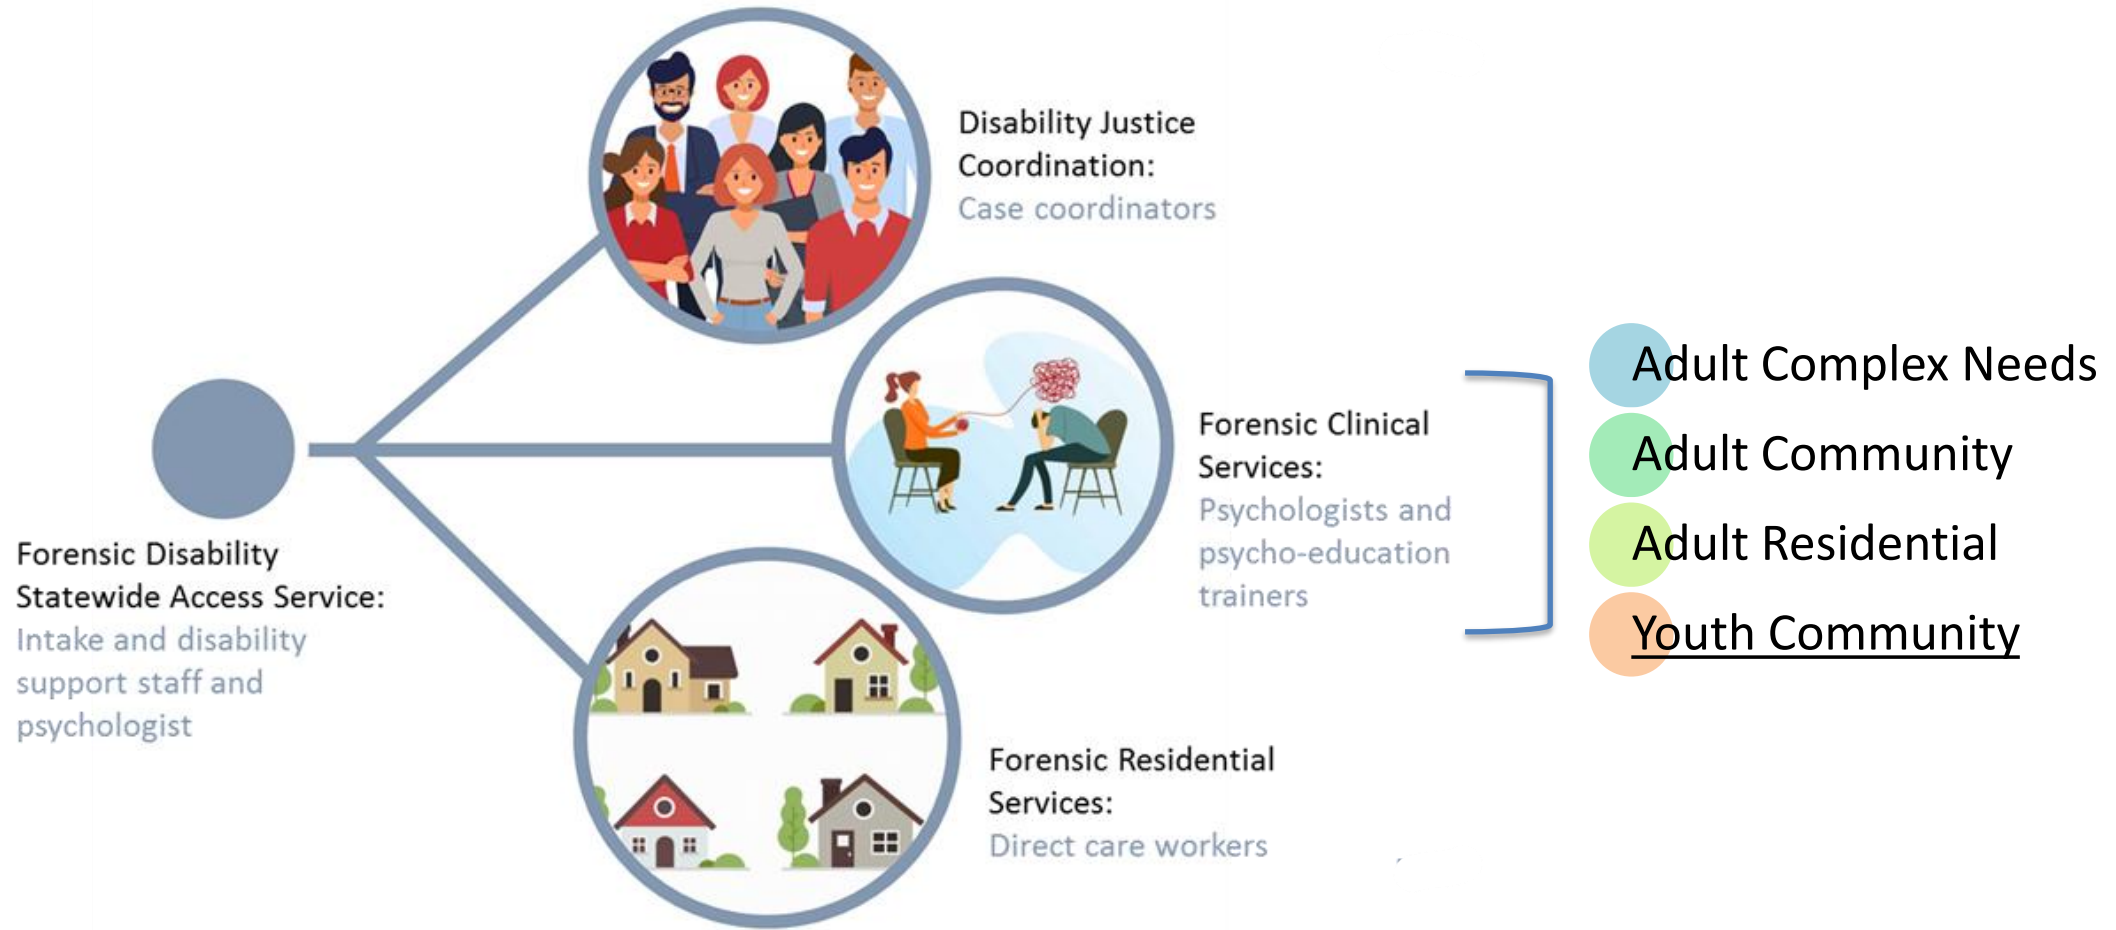 Disability Justice
Coordination:
Case coordinators
Forensic Clinical
Services:
Psychologists and
psycho-education
trainers
Forensic Disability
Statewide Access Service:
Intake and disability
support staff and
psychologist
Forensic Residential
Services:
Direct care workers
Adult Complex Needs
Adult Community
Adult Residential
Youth Community